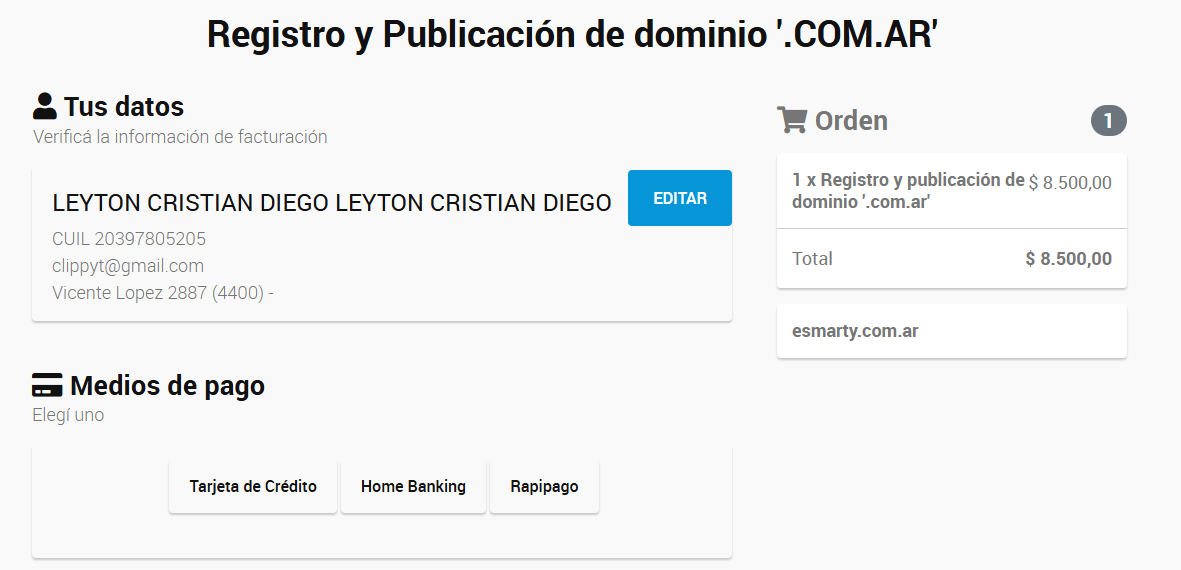 Registro y Publicación de dominio '.COM.AR'
Tus datos
Verificá la información de facturación
LEYTON CRISTIAN DIEGO LEYTON CRISTIAN DIEGO
EDITAR
CUIL 20397805205
clippyt@gmail.com
Vicente Lopez 2887 (4400) -
Medios de pago
Elegí uno
Tarjeta de Crédito
Home Banking
Rapipago
Orden
1
1 x Registro y publicación de $ 8.500,00
dominio '.com.ar'
Total $ 8.500,00
esmarty.com.ar